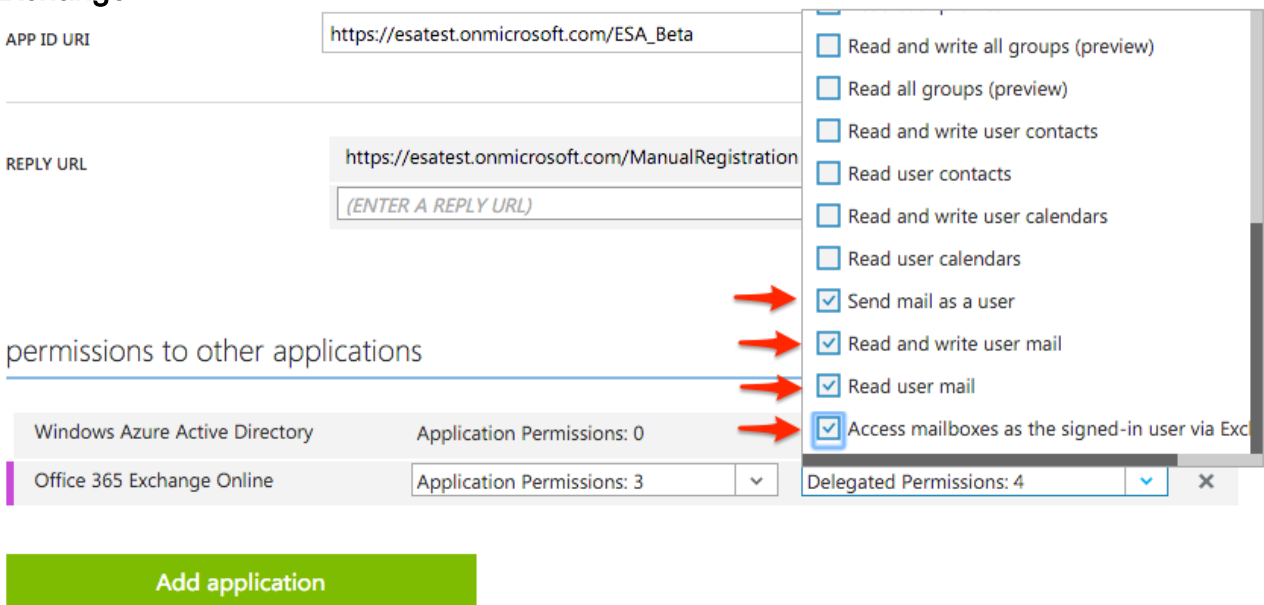 APP ID URI
https://esatest.onmicrosoft.com/ESA_Beta
REPLY URL
https://esatest.onmicrosoft.com/ManualRegistration
(ENTER A REPLY URL)
Read and write all groups (preview)
Read all groups (preview)
Read and write user contacts
Read user contacts
Read and write user calendars
Read user calendars
Send mail as a user
Read and write user mail
Read user mail
Access mailboxes as the signed-in user via
permissions to other applications
Windows Azure Active Directory Application Permissions: 0
Office 365 Exchange Online Application Permissions: 3 Delegated Permissions: 4
Add application